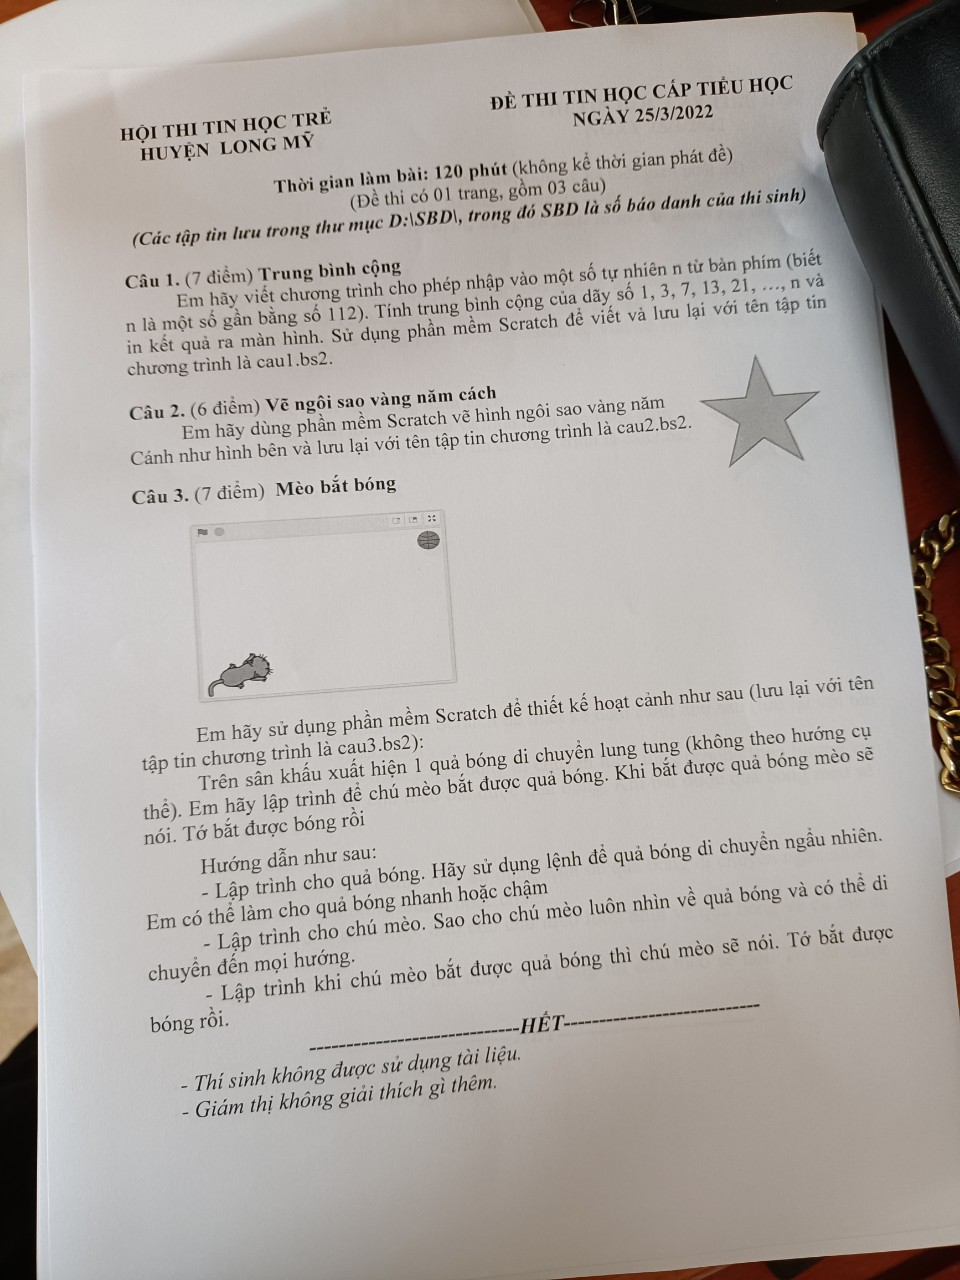 HỘI THI TIN HỌC TRẺ
HUYỆN LONG MỸ
ĐỀ THI TIN HỌC CẤP TIỂU HỌC
NGÀY 25/3/2022
Thời gian làm bài: 120 phút (không kể thời gian phát đề)
(Đề thi có 01 trang, gồm 03 câu)
(Các tập tin lưu trong thư mục D:\SBD\, trong đó SBD là số báo danh của thi sinh)
Câu 1. (7 điểm) Trung bình cộng
Em hãy viết chương trình cho phép nhập vào một số tự nhiên n từ bàn phím (biết
n là một số gần bằng số 112). Tính trung bình cộng của dãy số 1, 3, 7, 13, 21, ..., n và
in kết quả ra màn hình. Sử dụng phần mềm Scratch để viết và lưu lại với tên tập tin
chương trình là cau1.bs2.
Câu 2. (6 điểm) Vẽ ngôi sao vàng năm cách
Em hãy dùng phần mềm Scratch vẽ hình ngôi sao vàng năm
Cánh như hình bên và lưu lại với tên tập tin chương trình là cau2.bs2.
Câu 3. (7 điểm) Mèo bắt bóng
Em hãy sử dụng phần mềm Scratch để thiết kế hoạt cảnh như sau (lưu lại với tên
tập tin chương trình là cau3.bs2):
Trên sân khấu xuất hiện 1 quả bóng di chuyển lung tung (không theo hướng cụ
thể). Em hãy lập trình để chú mèo bắt được quả bóng. Khi bắt được quả bóng mèo sẽ
nói. Tớ bắt được bóng rồi
Hướng dẫn như sau:
- Lập trình cho quả bóng. Hãy sử dụng lệnh để quả bóng di chuyển ngẫu nhiên.
Em có thể làm cho quả bóng nhanh hoặc chậm
- Lập trình cho chú mèo. Sao cho chú mèo luôn nhìn về quả bóng và có thể di
chuyển đến mọi hướng.
- Lập trình khi chú mèo bắt được quả bóng thì chú mèo sẽ nói. Tớ bắt được
bóng rồi.
-----------------------------HẾT---------------------------
- Thí sinh không được sử dụng tài liệu.
- Giám thị không giải thích gì thêm.